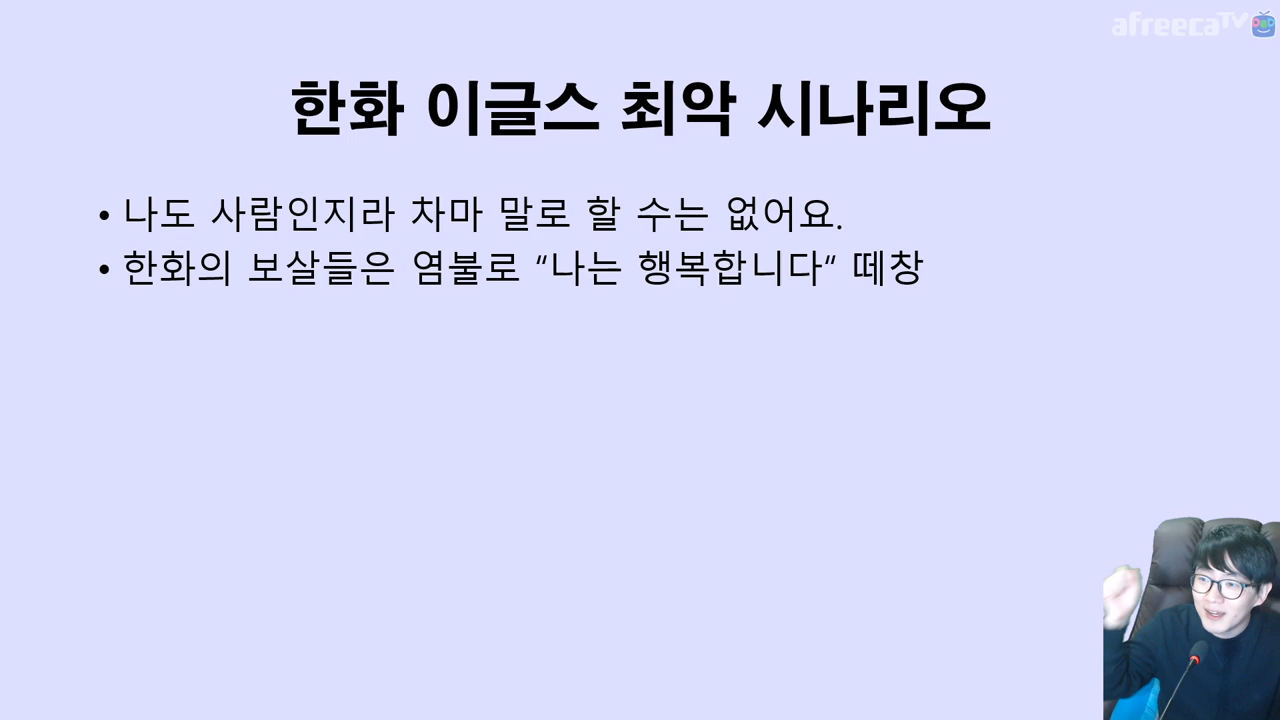 afreecaTV
한화 이글스 최악 시나리오
• 나도 사람인지라 차마 말로 할 수는 없어요.
• 한화의 보살들은 염불로 “나는 행복합니다“ 떼창